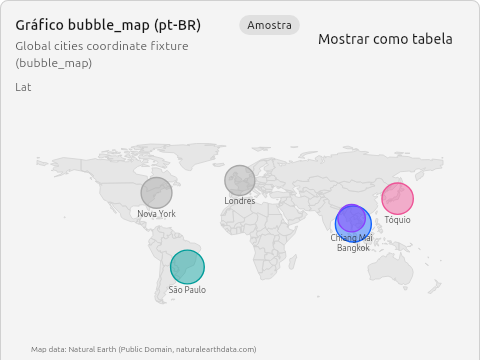 Gráfico bubble_map (pt-BR)
Amostra
Mostrar como tabela
Global cities coordinate fixture
(bubble_map)
Lat
Nova York
Londres
Tóquio
Chiang Mai
Bangkok
São Paulo
Map data: Natural Earth (Public Domain, naturalearthdata.com)